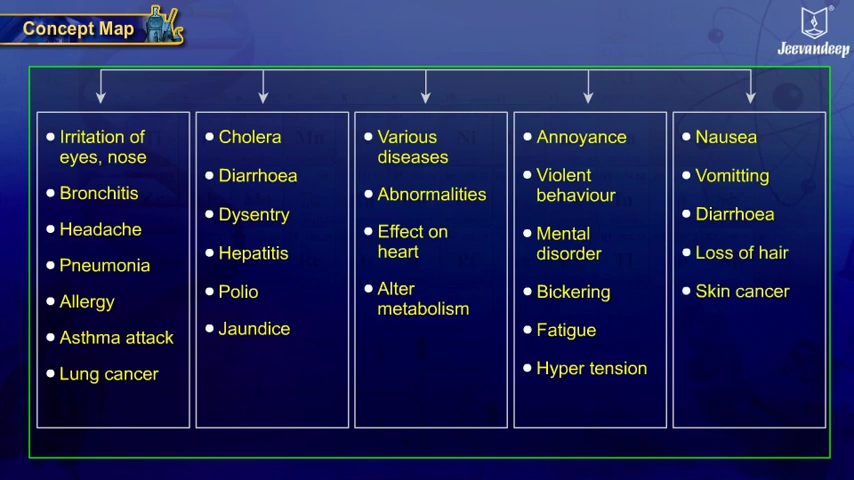 Concept Map
Jeevandeep
®
Irritation of
eyes, nose
Bronchitis
Headache
Pneumonia
Allergy
Asthma attack
Lung cancer
Cholera
Diarrhoea
Dysentry
Hepatitis
Polio
Jaundice
Various
diseases
Abnormalities
Effect on
heart
Alter
metabolism
Annoyance
Violent
behaviour
Mental
disorder
Bickering
Fatigue
Hyper tension
Nausea
Vomitting
Diarrhoea
Loss of hair
Skin cancer